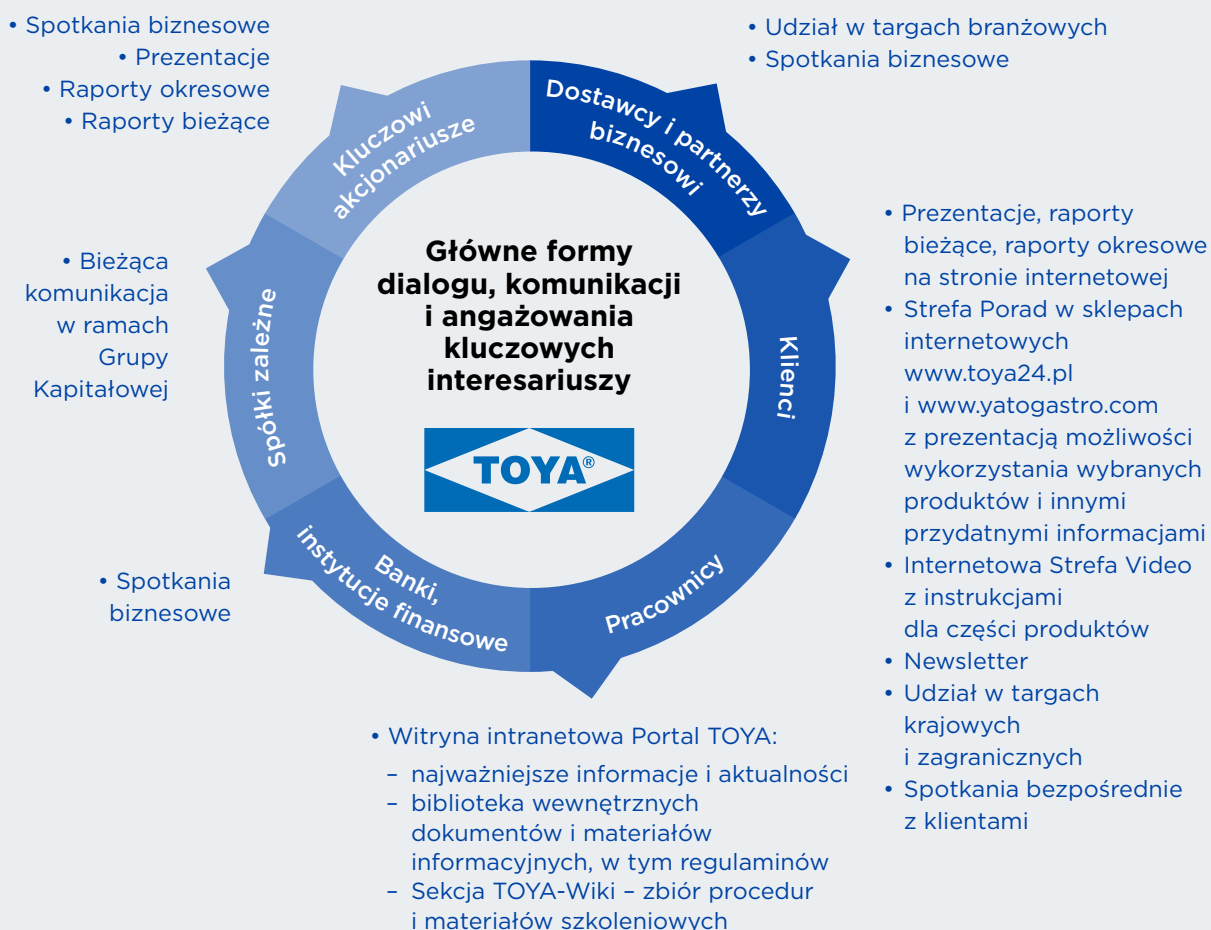 • Spotkania biznesowe
• Prezentacje
• Raporty okresowe
• Raporty bieżące
• Udział w targach branżowych
• Spotkania biznesowe
Kluczowi
akcjonariusze
Dostawcy i partnerzy
biznesowi
Główne formy
dialogu, komunikacji
i angażowania
kluczowych
interesariuszy
TOYA®
• Bieżąca
komunikacja
w ramach
Grupy
Kapitałowej
Spółki zależne
Klienci
• Prezentacje, raporty
bieżące, raporty okresowe
na stronie internetowej
• Strefa Porad w sklepach
internetowych
www.toya24.pl
i www.yatogastro.com
z prezentacją możliwości
wykorzystania wybranych
produktów i innymi
przydatnymi informacjami
• Internetowa Strefa Video
z instrukcjami
dla części produktów
• Newsletter
• Udział w targach
krajowych
i zagranicznych
• Spotkania bezpośrednie
z klientami
• Spotkania
biznesowe
Banki,
instytucje finansowe
Pracownicy
• Witryna intranetowa Portal TOYA:
– najważniejsze informacje i aktualności
– biblioteka wewnętrznych
dokumentów i materiałów
informacyjnych, w tym regulaminów
– Sekcja TOYA-Wiki – zbiór procedur
i materiałów szkoleniowych